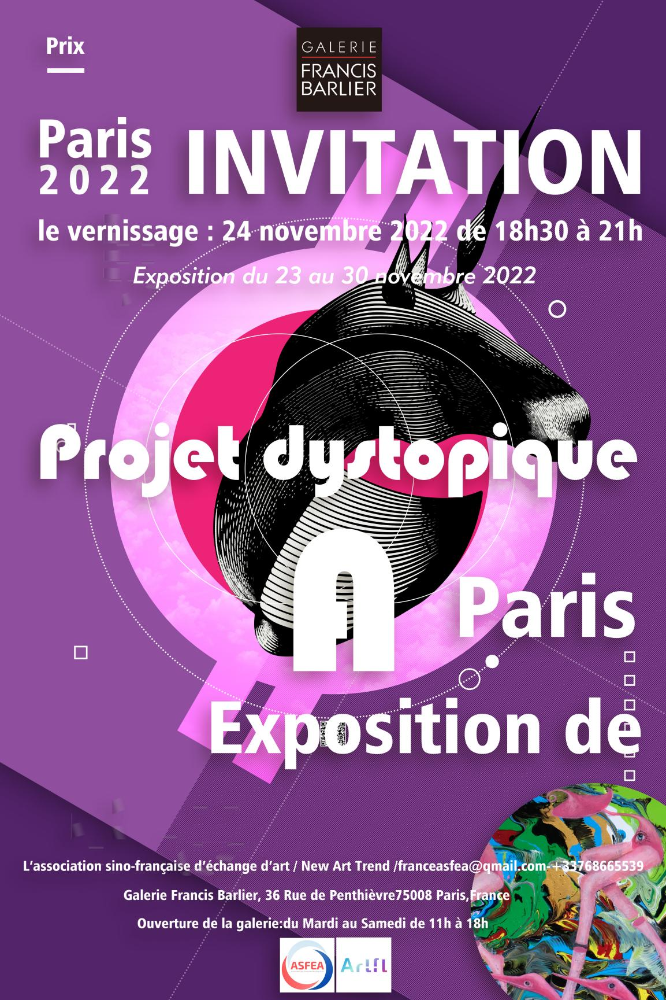 Prix
GALERIE
FRANCIS
BARLIER
Paris
2022
INVITATION
le vernissage : 24 novembre 2022 de 18h30 à 21h
Exposition du 23 au 30 novembre 2022
Projet dystopique
A
Paris
Exposition de
L’association sino-française d’échange d’art / New Art Trend /franceasfea@qmail.com-+33768665539
Galerie Francis Barlier, 36 Rue de Penthièvre75008 Paris,France
Ouverture de la galerie:du Mardi au Samedi de 11h à 18h
ASFEA